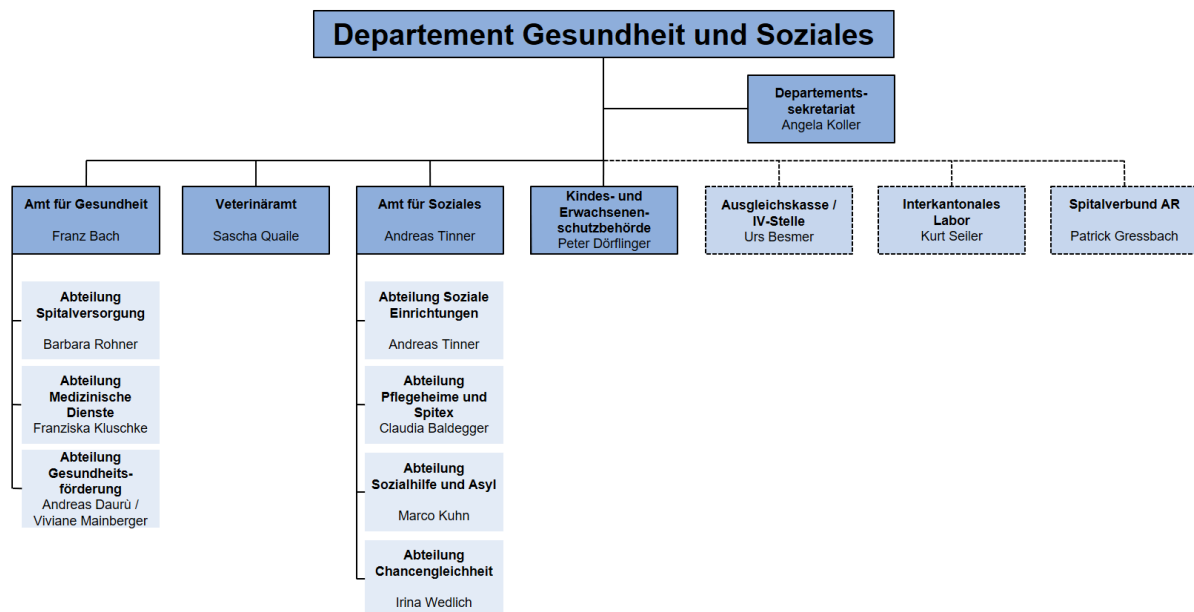 Departement Gesundheit und Soziales
Departements-
sekretariat
Angela Koller
Amt für Gesundheit
Franz Bach
Veterinäramt
Sascha Quaile
Amt für Soziales
Andreas Tinner
Kindes- und
Erwachsenen-
schutzbehörde
Peter Dörflinger
Ausgleichskasse /
IV-Stelle
Urs Besmer
Interkantonales
Labor
Kurt Seiler
Spitalverbund AR
Patrick Gressbach
Abteilung
Spitalversorgung
Barbara Rohner
Abteilung
Medizinische
Dienste
Franziska Kluschke
Abteilung
Gesundheits-
förderung
Andreas Daurù /
Viviane Mainberger
Abteilung Soziale
Einrichtungen
Andreas Tinner
Abteilung
Pflegeheime und
Spitex
Claudia Baldegger
Abteilung
Sozialhilfe und Asyl
Marco Kuhn
Abteilung
Chancengleichheit
Irina Wedlich